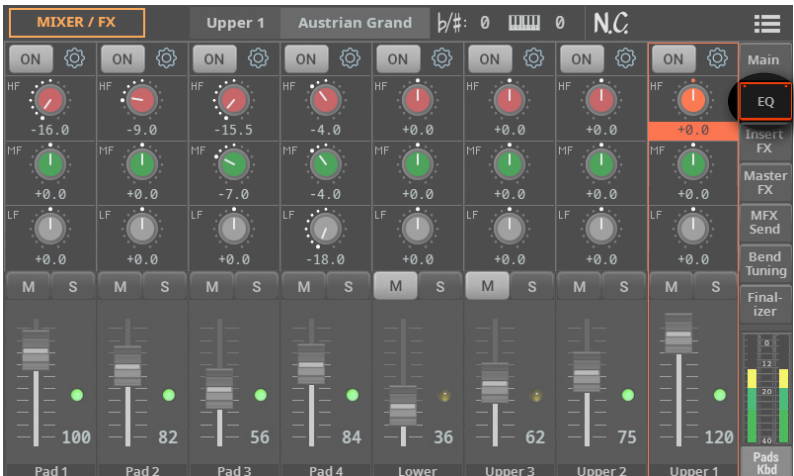 MIXER / FX Upper 1 Austrian Grand b/#: 0 0 N.C.
ON ON ON ON ON ON ON ON Main
HF HF HF HF HF HF HF HF EQ
-16.0 -9.0 -15.5 -4.0 +0.0 +0.0 +0.0 +0.0
Insert
FX
MF MF MF MF MF MF MF MF
+0.0 +0.0 -7.0 -4.0 +0.0 +0.0 +0.0 +0.0
Master
FX
LF LF LF LF LF LF LF LF
MFX
Send
+0.0 +0.0 +0.0 -18.0 +0.0 +0.0 +0.0 +0.0
Bend
Tuning
M S M S M S M S M S M S M S M S
Final-
izer
0
12
20
40
100 82 56 84 36 62 75 120
Pad 1 Pad 2 Pad 3 Pad 4 Lower Upper 3 Upper 2 Upper 1
Pads
Kbd